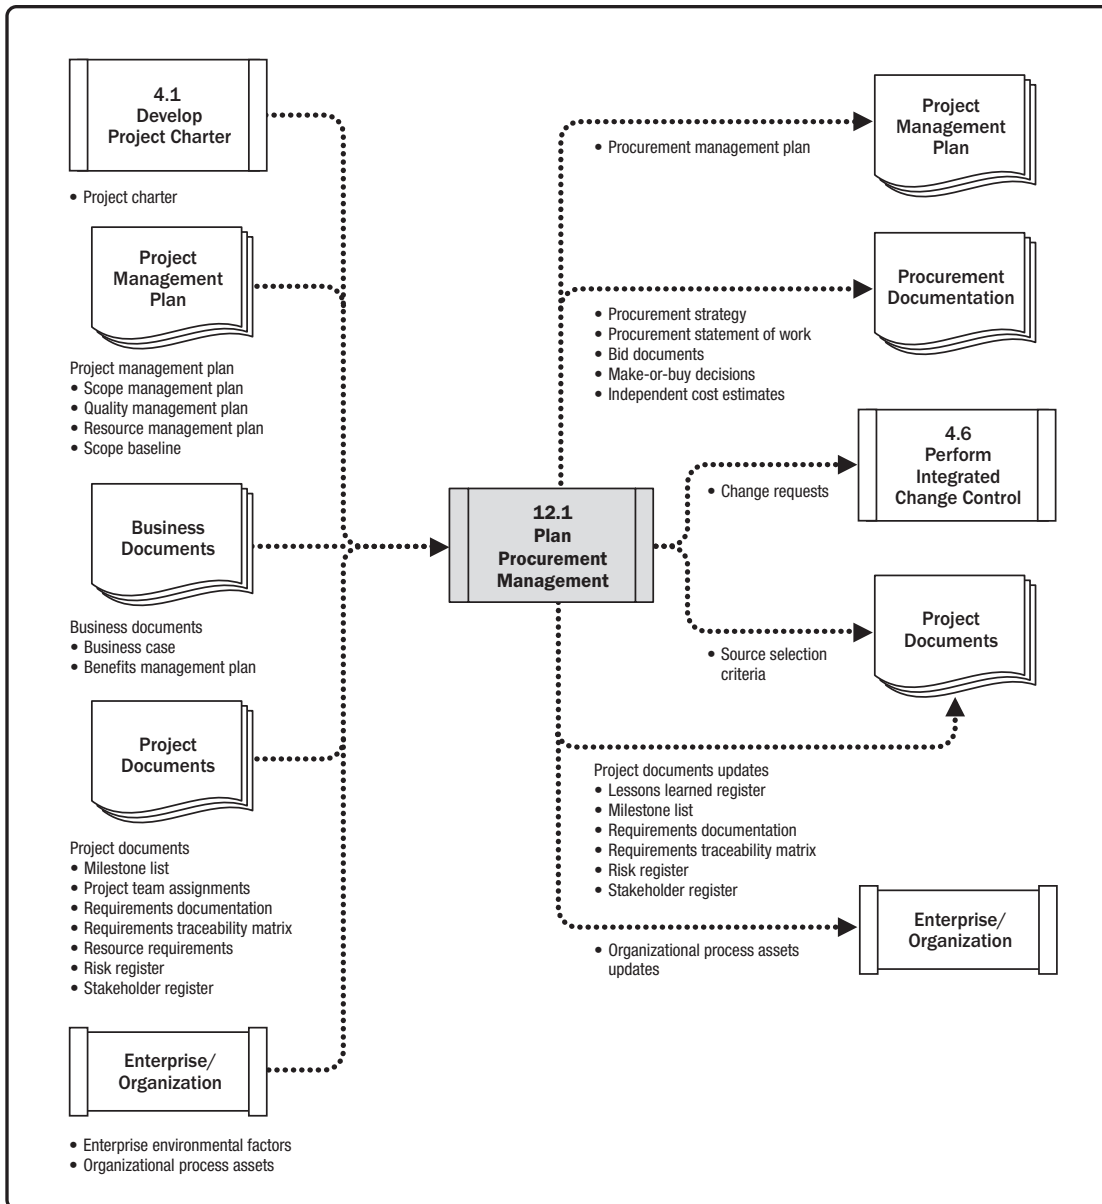 4.1
Develop
Project Charter
• Project charter
Project
Management
Plan
Project management plan
• Scope management plan
• Quality management plan
• Resource management plan
• Scope baseline
Business
Documents
Business documents
• Business case
• Benefits management plan
Project
Documents
Project documents
• Milestone list
• Project team assignments
• Requirements documentation
• Requirements traceability matrix
• Resource requirements
• Risk register
• Stakeholder register
Enterprise/
Organization
• Enterprise environmental factors
• Organizational process assets
12.1
Plan
Procurement
Management
• Procurement management plan
Project
Management
Plan
• Procurement strategy
• Procurement statement of work
• Bid documents
• Make-or-buy decisions
• Independent cost estimates
Procurement
Documentation
• Change requests
4.6
Perform
Integrated
Change Control
• Source selection
criteria
Project
Documents
Project documents updates
• Lessons learned register
• Milestone list
• Requirements documentation
• Requirements traceability matrix
• Risk register
• Stakeholder register
• Organizational process assets
updates
Enterprise/
Organization